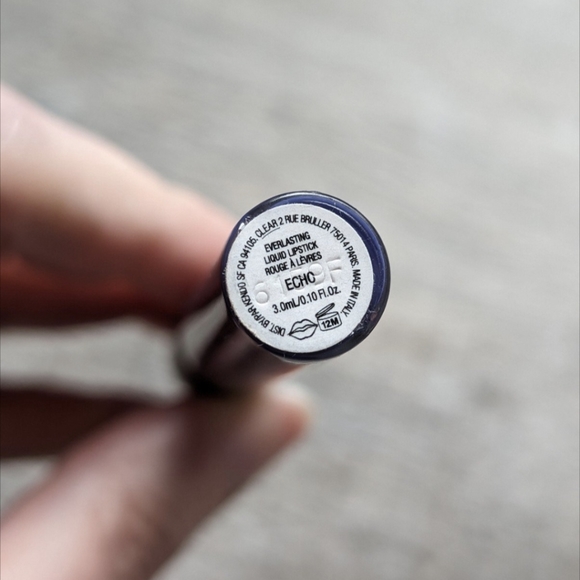 DIST. BY/PAR KENDO SF CA 94105. CLEAR 2 RUE BRULLER 75014 PARIS. MADE IN ITALY.
EVERLASTING
LIQUID LIPSTICK
ROUGE À LÈVRES
ECHO
3.0mL/0.10 Fl.Oz.
12M